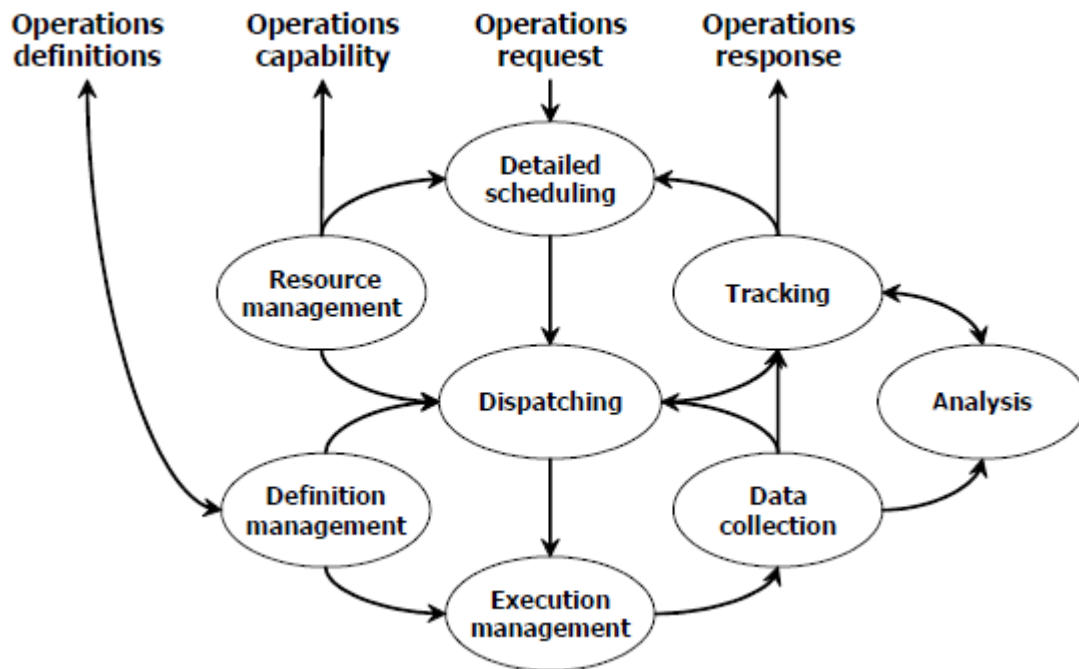 Operations
definitions
Operations
capability
Operations
request
Operations
response
Detailed
scheduling
Resource
management
Tracking
Dispatching
Analysis
Definition
management
Data
collection
Execution
management